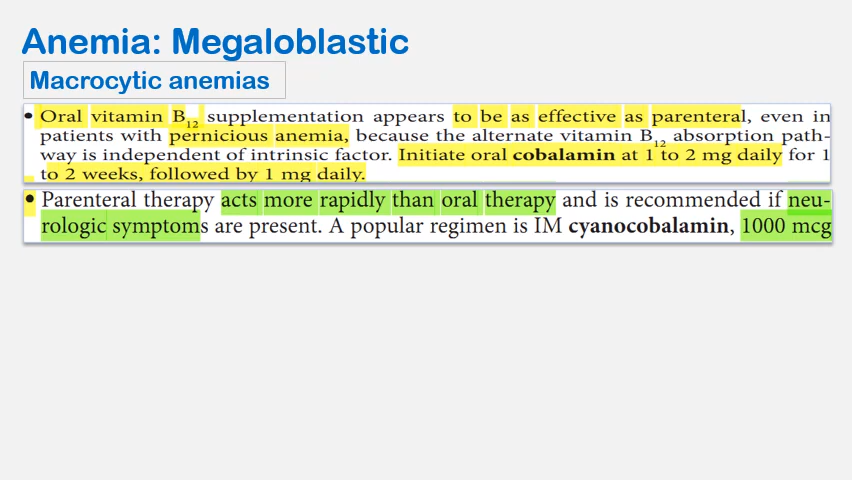 Anemia: Megaloblastic
Macrocytic anemias
• Oral vitamin B12 supplementation appears to be as effective as parenteral, even in
patients with pernicious anemia, because the alternate vitamin B12 absorption path-
way is independent of intrinsic factor. Initiate oral cobalamin at 1 to 2 mg daily for 1
to 2 weeks, followed by 1 mg daily.
• Parenteral therapy acts more rapidly than oral therapy and is recommended if neu-
rologic symptoms are present. A popular regimen is IM cyanocobalamin, 1000 mcg